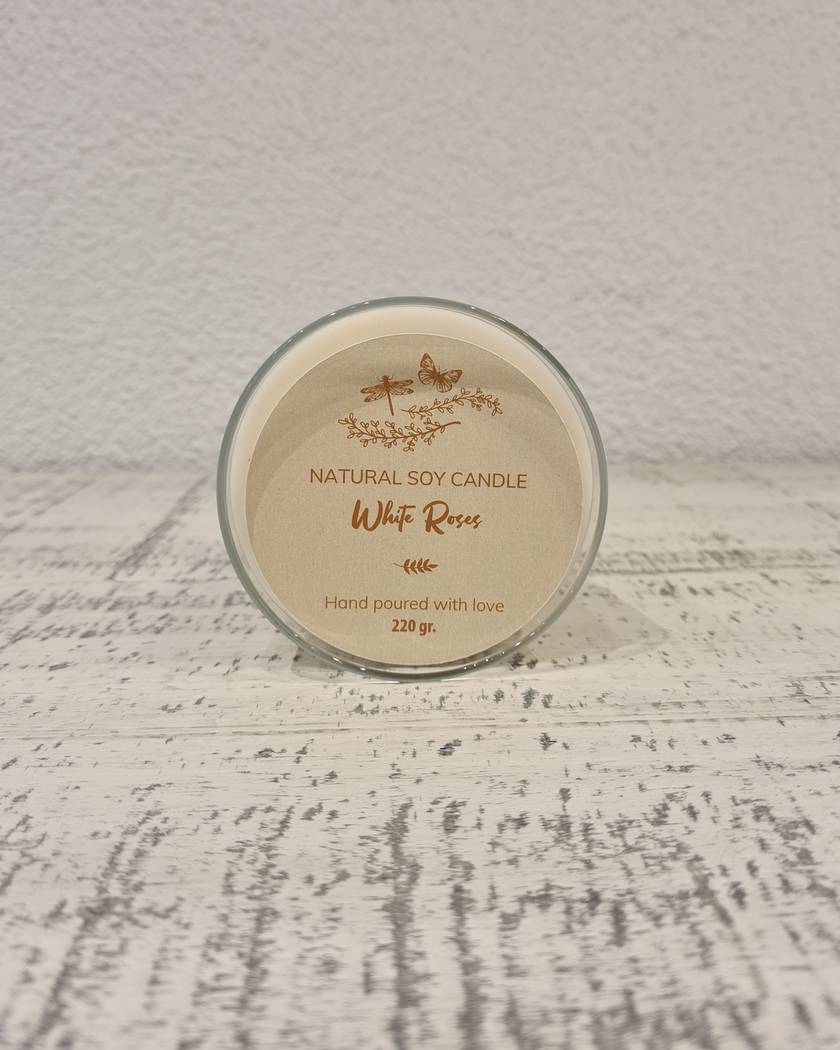 NATURAL SOY CANDLE
White Roses
Hand poured with love
220 gr.